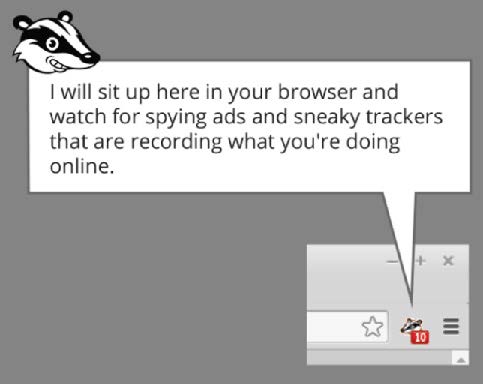 I will sit up here in your browser and
watch for spying ads and sneaky trackers
that are recording what you're doing
online.
10